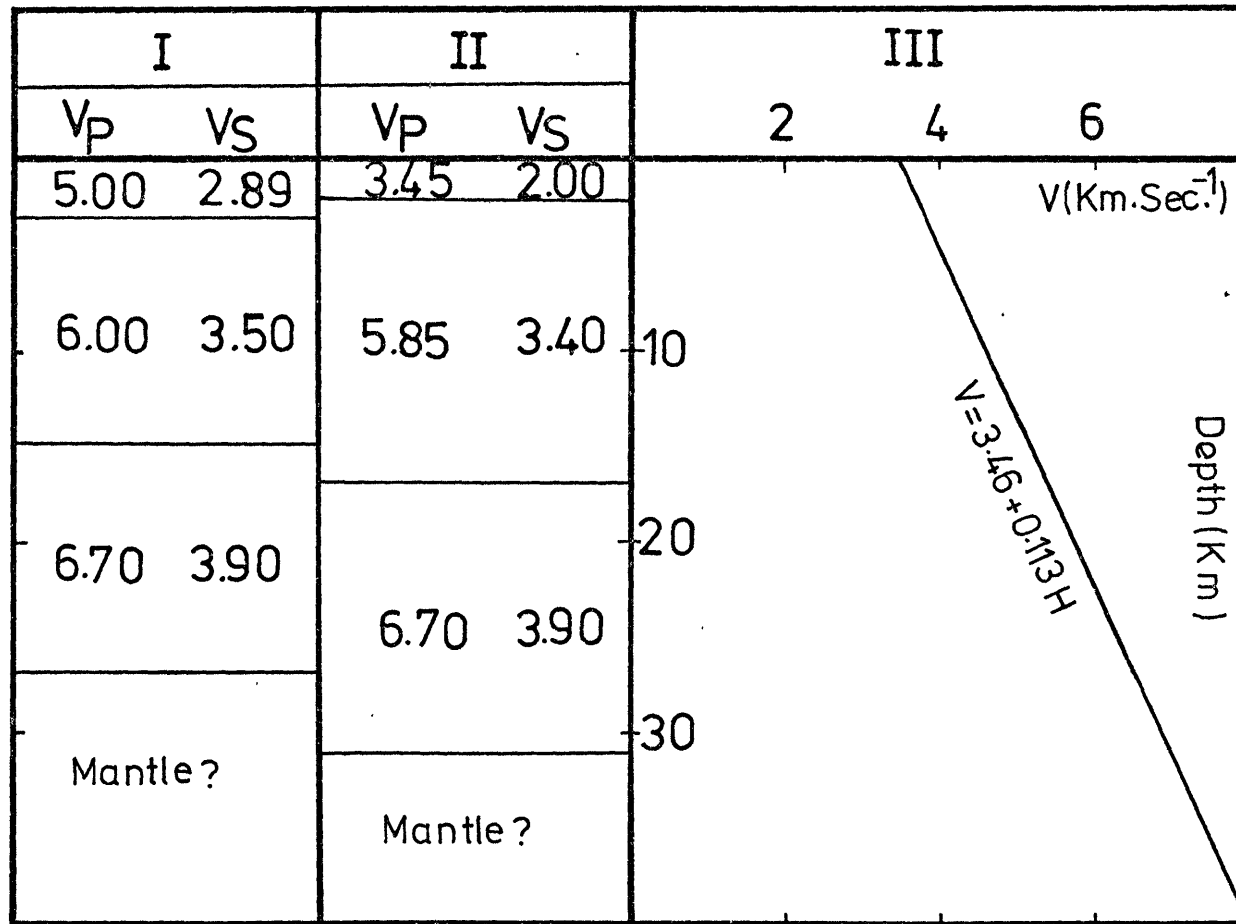 I II III
VP VS VP VS 2 4 6
5.00 2.89 3.45 2.00 V(Km.Sec.-1)
6.00 3.50 5.85 3.40 10
V = 3.46 + 0.113 H
Depth (Km)
6.70 3.90 20
6.70 3.90
30
Mantle ?
Mantle ?